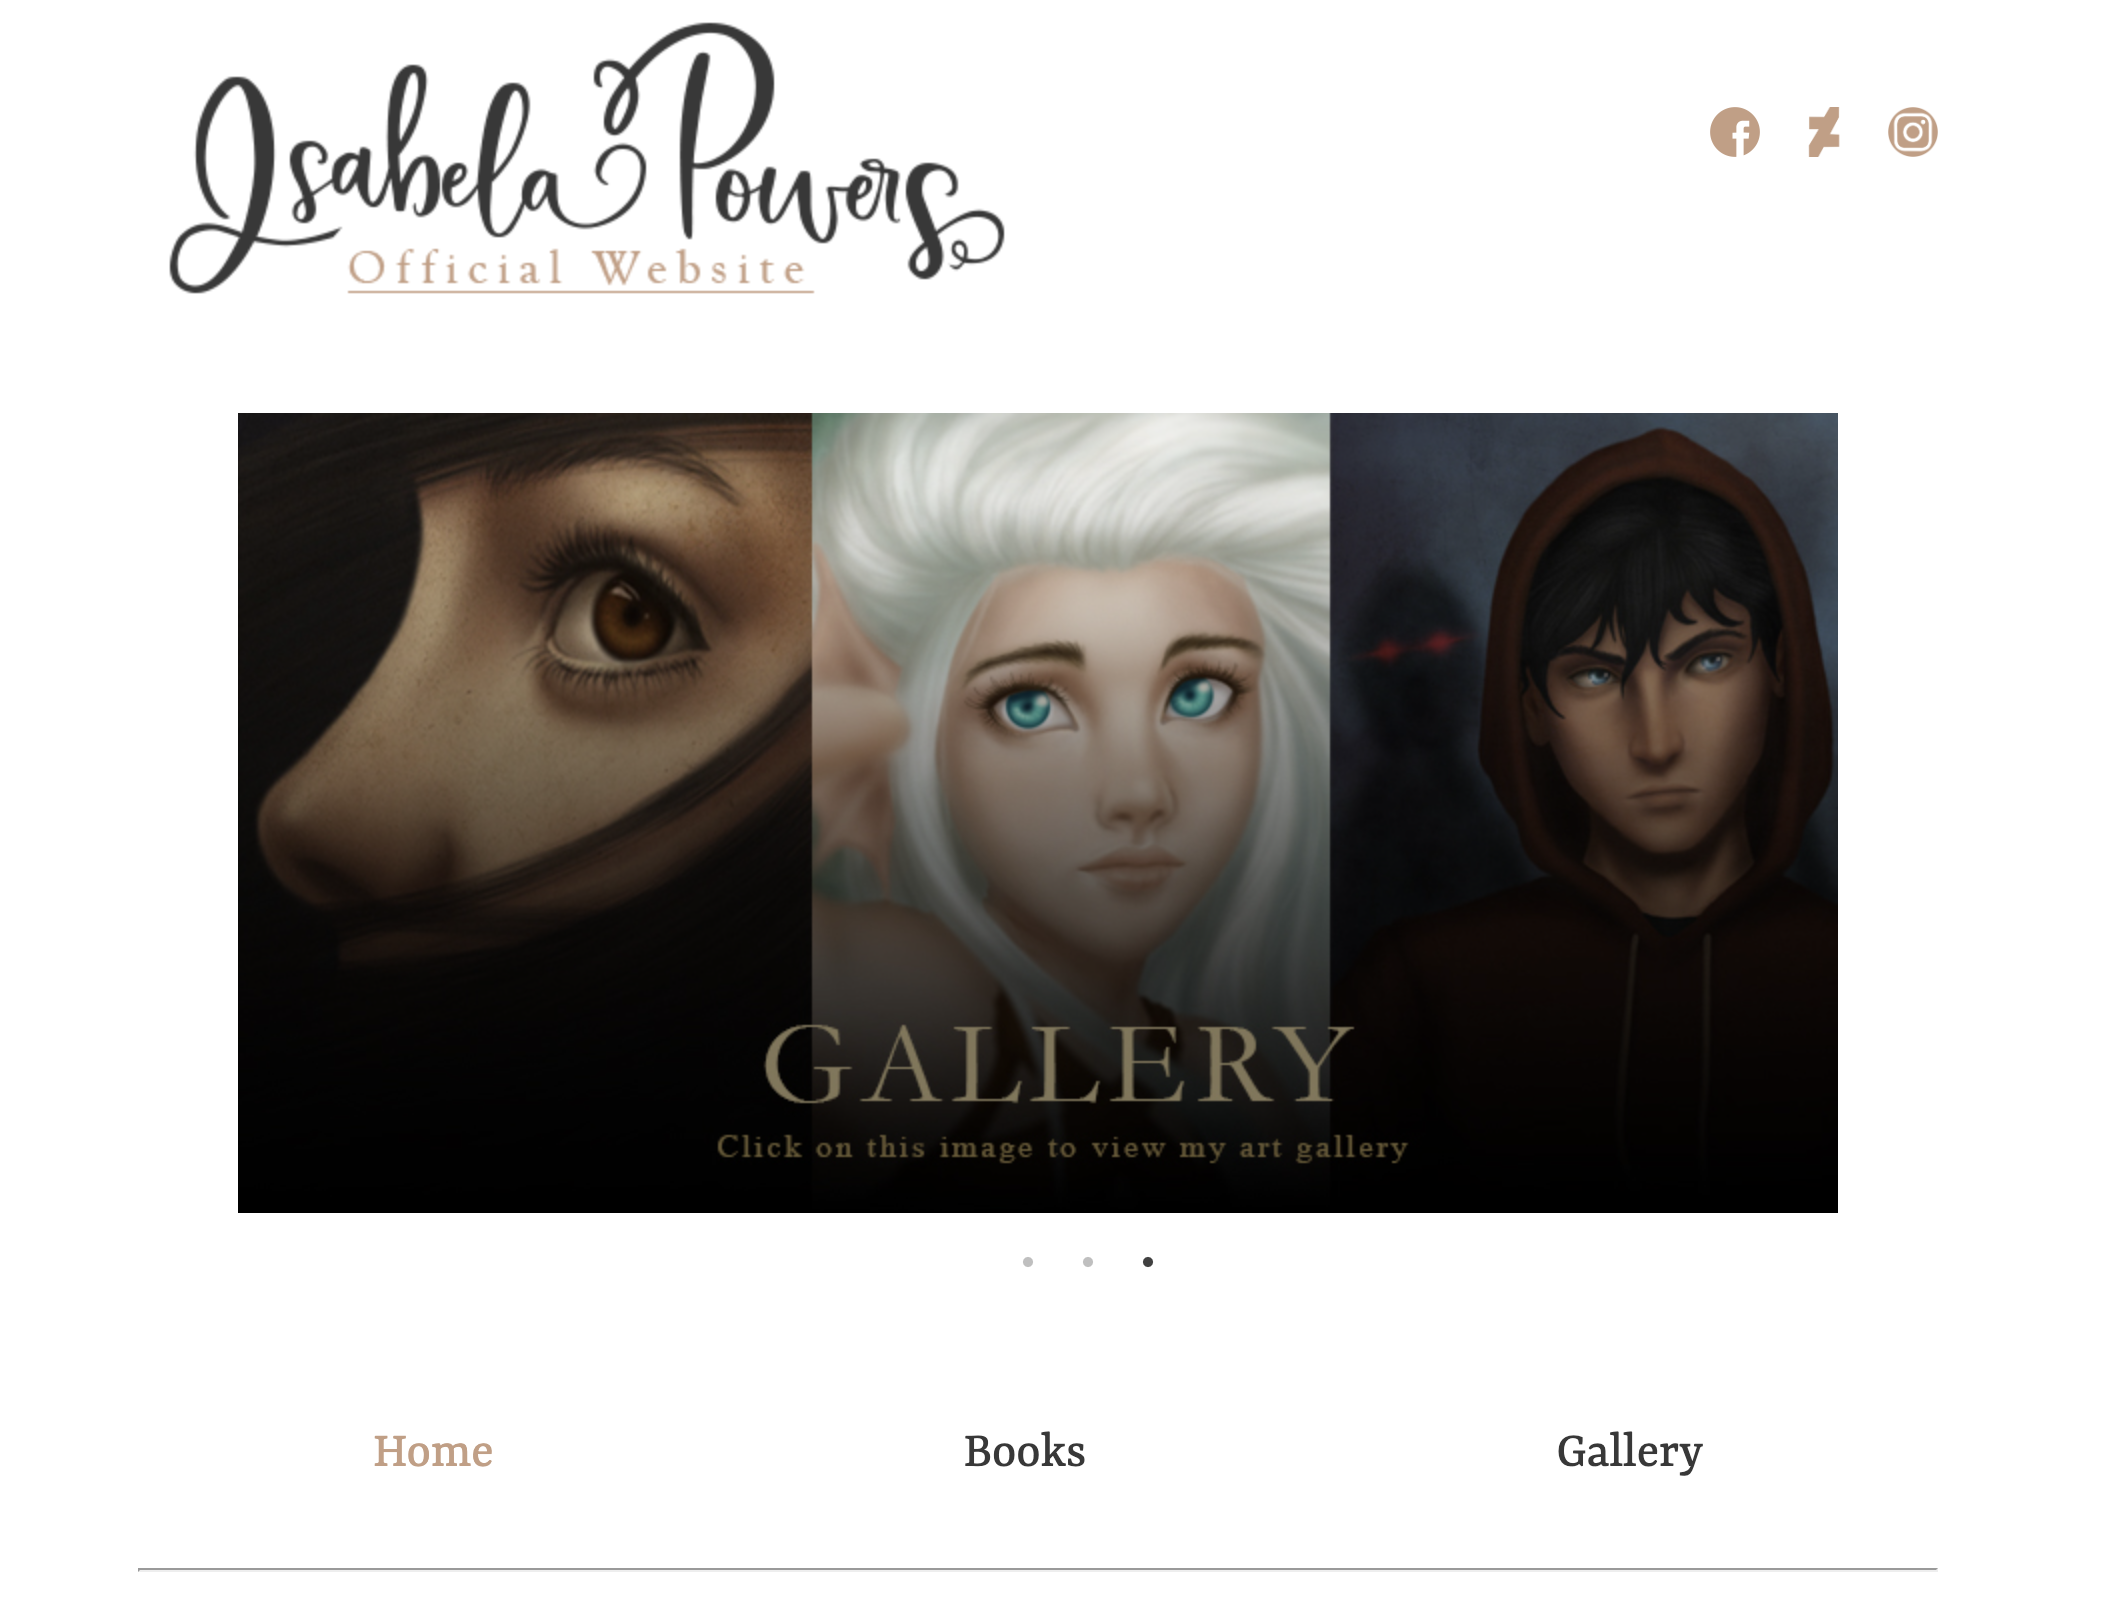 Isabela Powers
Official Website
GALLERY
Click on this image to view my art gallery
Home
Books
Gallery